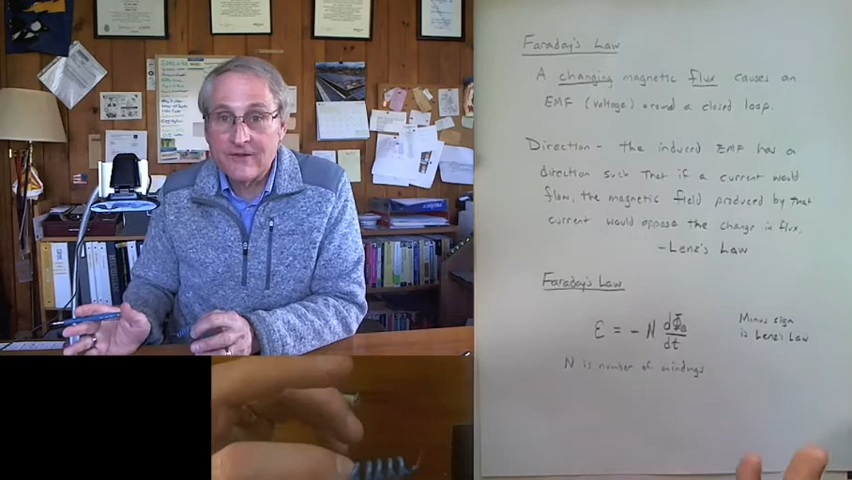 Faraday's Law
A changing magnetic flux causes an
EMF (voltage) around a closed loop.
Direction - the induced EMF has a
direction such that if a current would
flow, the magnetic field produced by that
current would oppose the change in flux.
- Lenz's Law
Faraday's Law
ε = - N dΦ_B/dt
Minus sign
is Lenz's Law
N is number of windings